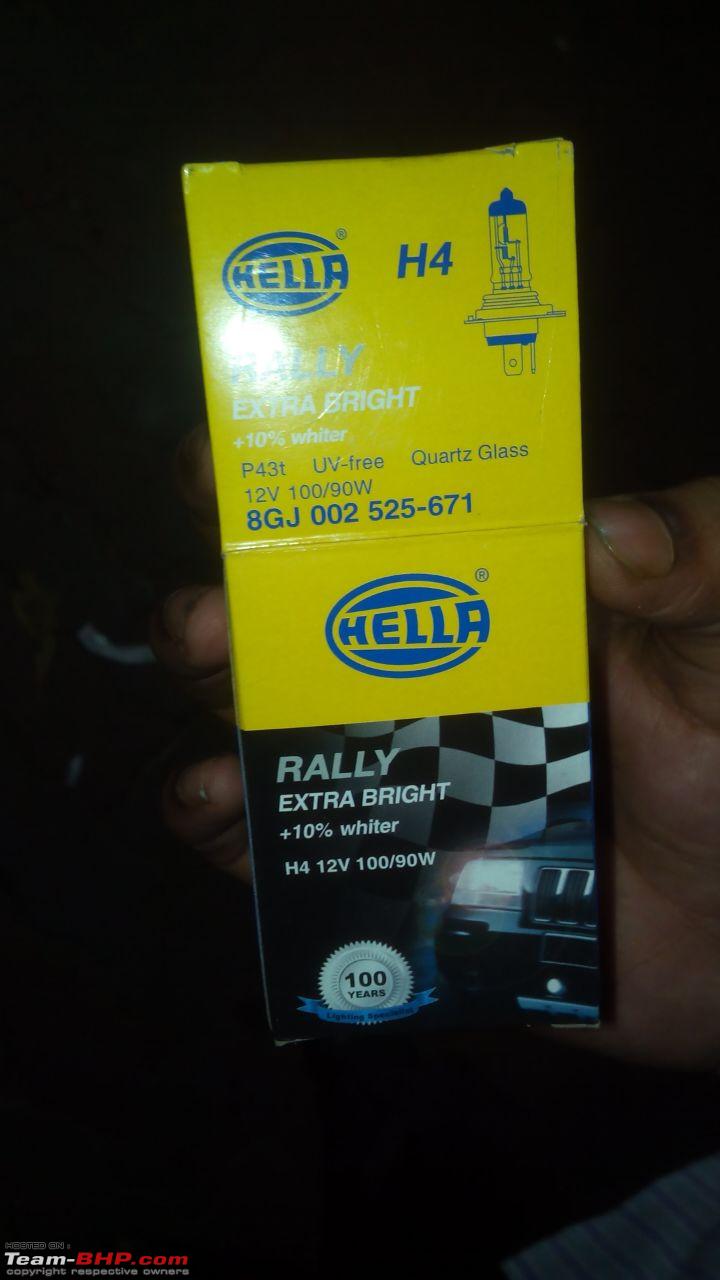 HELLA®
H4
RALLY
EXTRA BRIGHT
+10% whiter
P43t UV-free Quartz Glass
12V 100/90W
8GJ 002 525-671
HELLA®
RALLY
EXTRA BRIGHT
+10% whiter
H4 12V 100/90W
100
YEARS
Lighting Specialist
HOSTED ON :
Team-BHP.com
copyright respective owners